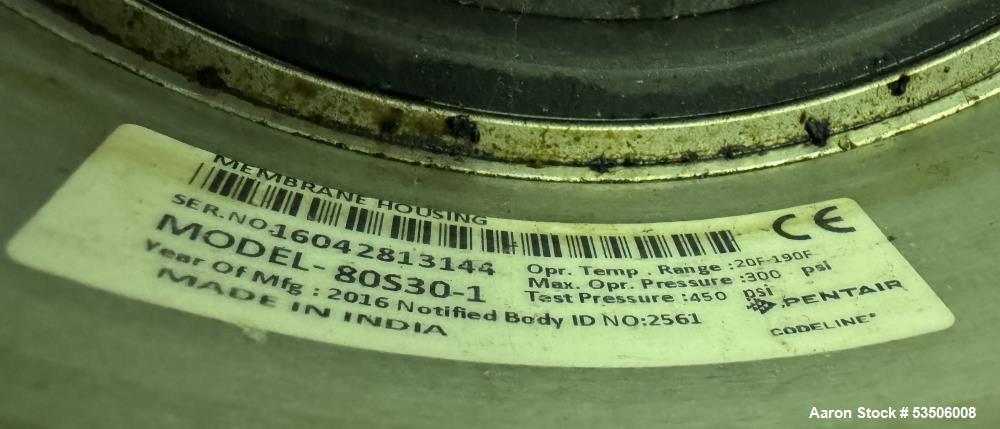 MEMBRANE HOUSING
SER.NO:16042813144
MODEL- 80S30-1
Year Of Mfg : 2016 Notified Body ID NO:2561
MADE IN INDIA
Opr. Temp . Range :20F-190F
Max. Opr. Pressure :300 psi
Test Pressure :450 psi
CE
PENTAIR
CODELINE®
Aaron Stock # 53506008